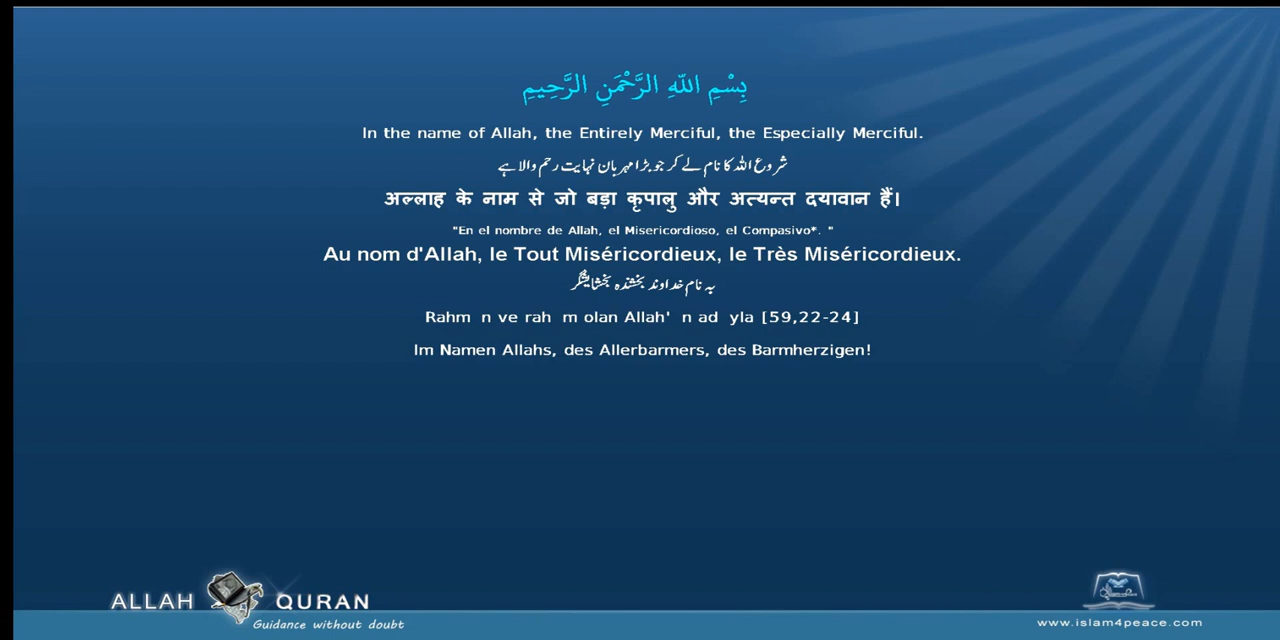 بِسْمِ اللّهِ الرَّحْمَنِ الرَّحِيمِ
In the name of Allah, the Entirely Merciful, the Especially Merciful.
شروع الله کا نام لے کر جو بڑا مہربان نہایت رحم والا ہے
अल्लाह के नाम से जो बड़ा कृपालु और अत्यन्त दयावान हैं।
"En el nombre de Allah, el Misericordioso, el Compasivo*. "
Au nom d'Allah, le Tout Miséricordieux, le Très Miséricordieux.
به نام خداوند بخشنده بخشایشگر
Rahm n ve rah m olan Allah' n ad yla [59,22-24]
Im Namen Allahs, des Allerbarmers, des Barmherzigen!
ALLAH QURAN
Guidance without doubt
www.islam4peace.com